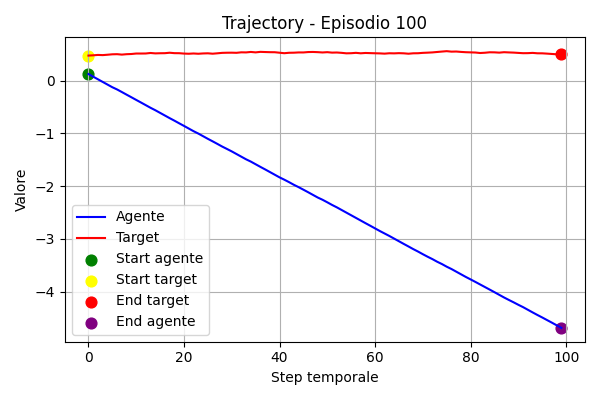 Trajectory - Episodio 100
Valore
0
−1
−2
−3
−4
Agente
Target
Start agente
Start target
End target
End agente
0 20 40 60 80 100
Step temporale